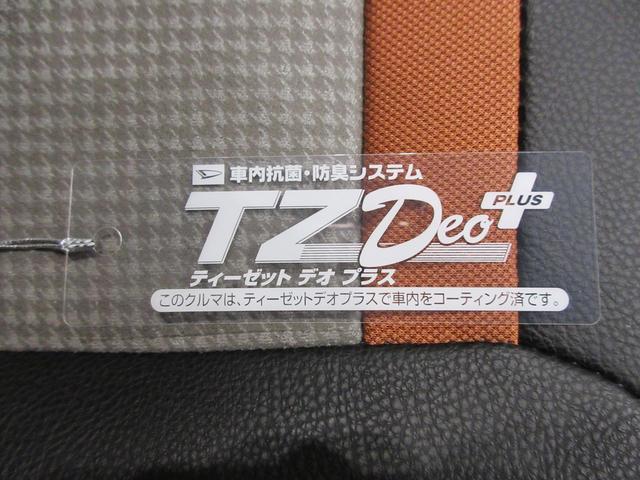 車内抗菌・防臭システム
TZ Deo PLUS
ティーゼット デオ プラス
このクルマは、ティーゼットデオプラスで車内をコーティング済です。